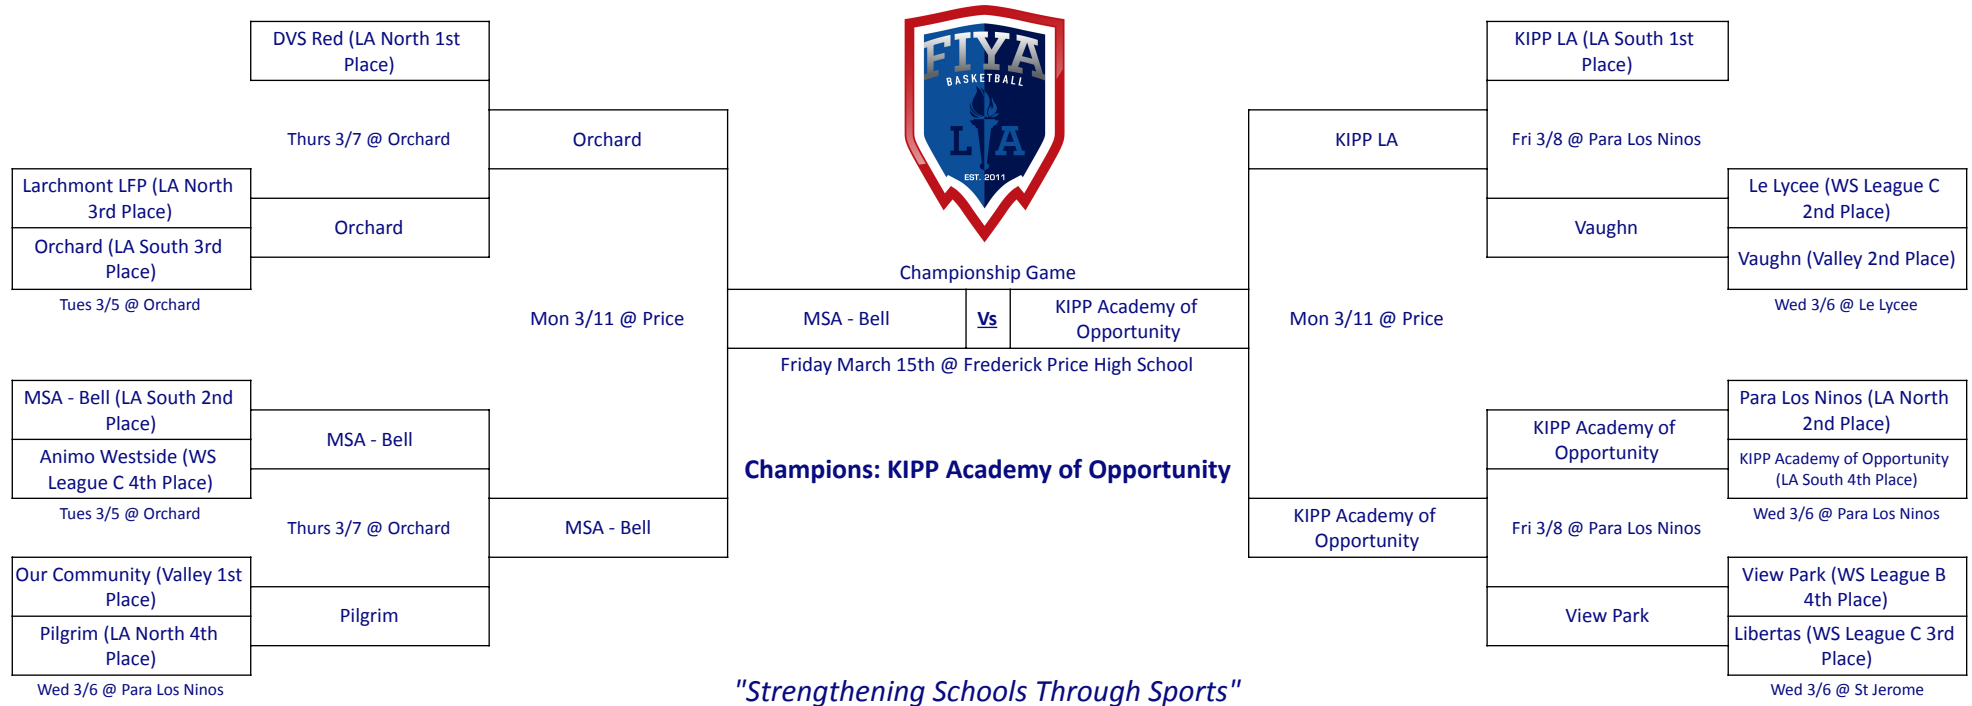 DVS Red (LA North 1st
Place)
Thurs 3/7 @ Orchard
Orchard
Larchmont LFP (LA North
3rd Place)
Orchard (LA South 3rd
Place)
Orchard
Tues 3/5 @ Orchard
Mon 3/11 @ Price
MSA - Bell (LA South 2nd
Place)
Animo Westside (WS
League C 4th Place)
MSA - Bell
Tues 3/5 @ Orchard
Thurs 3/7 @ Orchard
MSA - Bell
Our Community (Valley 1st
Place)
Pilgrim (LA North 4th
Place)
Pilgrim
Wed 3/6 @ Para Los Ninos
FIYA
BASKETBALL
L A
EST. 2011
Championship Game
MSA - Bell
Vs
KIPP Academy of
Opportunity
Friday March 15th @ Frederick Price High School
Champions: KIPP Academy of Opportunity
"Strengthening Schools Through Sports"
KIPP LA (LA South 1st
Place)
KIPP LA
Fri 3/8 @ Para Los Ninos
Le Lycee (WS League C
2nd Place)
Vaughn
Vaughn (Valley 2nd Place)
Wed 3/6 @ Le Lycee
Mon 3/11 @ Price
Para Los Ninos (LA North
2nd Place)
KIPP Academy of
Opportunity
KIPP Academy of Opportunity
(LA South 4th Place)
Wed 3/6 @ Para Los Ninos
KIPP Academy of
Opportunity
Fri 3/8 @ Para Los Ninos
View Park (WS League B
4th Place)
View Park
Libertas (WS League C 3rd
Place)
Wed 3/6 @ St Jerome